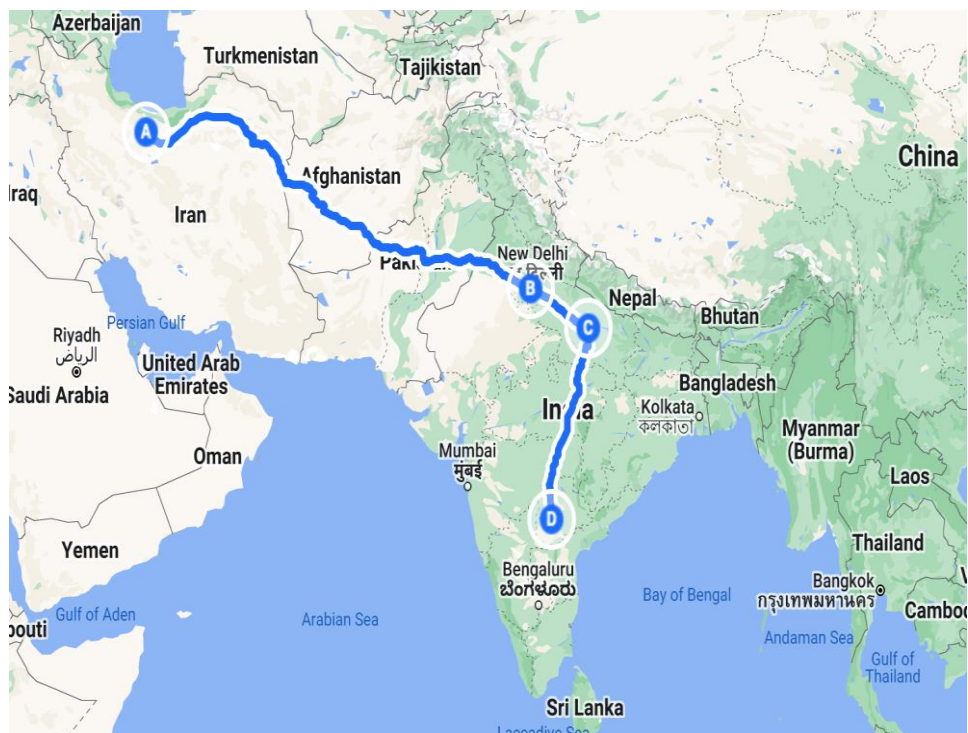 Azerbaijan
Turkmenistan
Tajikistan
A
Afghanistan
China
Iraq
Iran
New Delhi
B
Nepal
Bhutan
C
Persian Gulf
Riyadh
الرياض
United Arab
Emirates
Saudi Arabia
Bangladesh
India
Kolkata
কলকাতা
Myanmar
(Burma)
Oman
Mumbai
मुंबई
Laos
D
Yemen
Thailand
Bengaluru
ಬೆಂಗಳೂರು
Bangkok
กรุงเทพมหานคร
Bay of Bengal
Gulf of Aden
Arabian Sea
Andaman Sea
Gulf of
Thailand
Sri Lanka